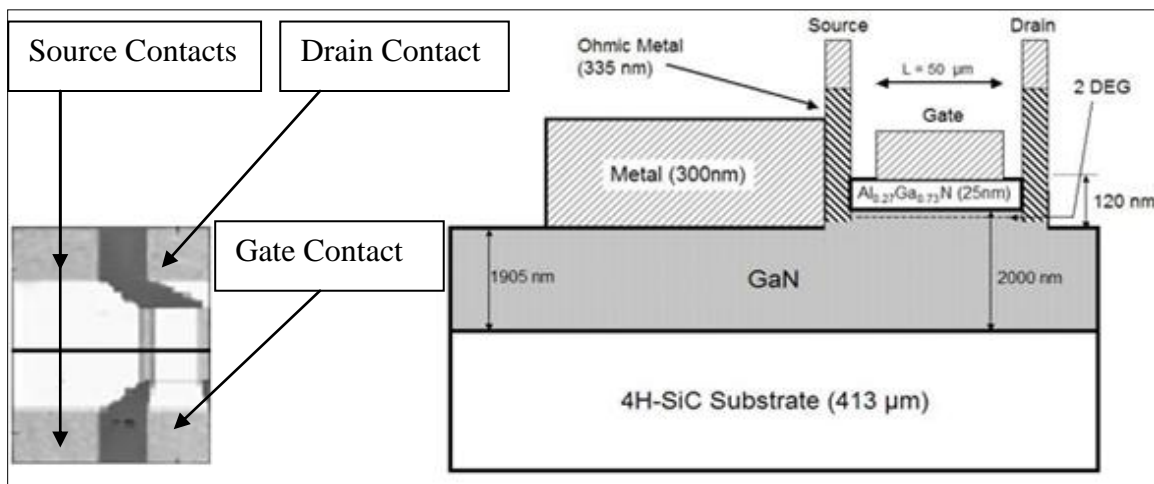 Source Contacts
Drain Contact
Gate Contact
Source
Drain
Ohmic Metal
(335 nm)
L = 50 µm
2 DEG
Gate
Metal (300nm)
Al0.27Ga0.73N (25nm)
120 nm
1905 nm
GaN
2000 nm
4H-SiC Substrate (413 µm)